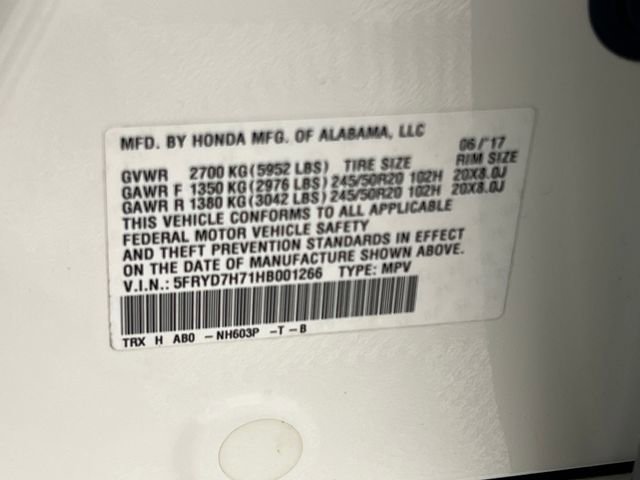 MFD. BY HONDA MFG. OF ALABAMA, LLC 06/'17
GVWR 2700 KG(5952 LBS) TIRE SIZE RIM SIZE
GAWR F 1350 KG(2976 LBS)245/50R20 102H 20X8.0J
GAWR R 1380 KG(3042 LBS)245/50R20 102H 20X8.0J
THIS VEHICLE CONFORMS TO ALL APPLICABLE
FEDERAL MOTOR VEHICLE SAFETY
AND THEFT PREVENTION STANDARDS IN EFFECT
ON THE DATE OF MANUFACTURE SHOWN ABOVE.
V.I.N.: 5FRYD7H71HB001266 TYPE: MPV
TRX H AB0 -NH603P -T-B